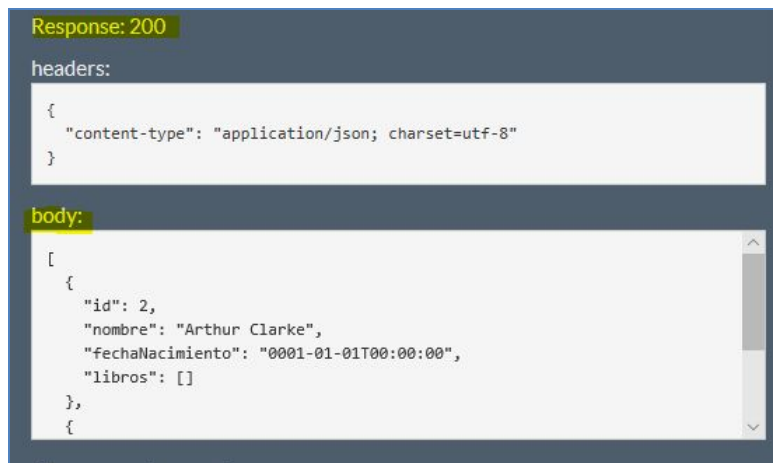 Response: 200
headers:
{
"content-type": "application/json; charset=utf-8"
}
body:
[
{
"id": 2,
"nombre": "Arthur Clarke",
"fechaNacimiento": "0001-01-01T00:00:00",
"libros": []
},
{